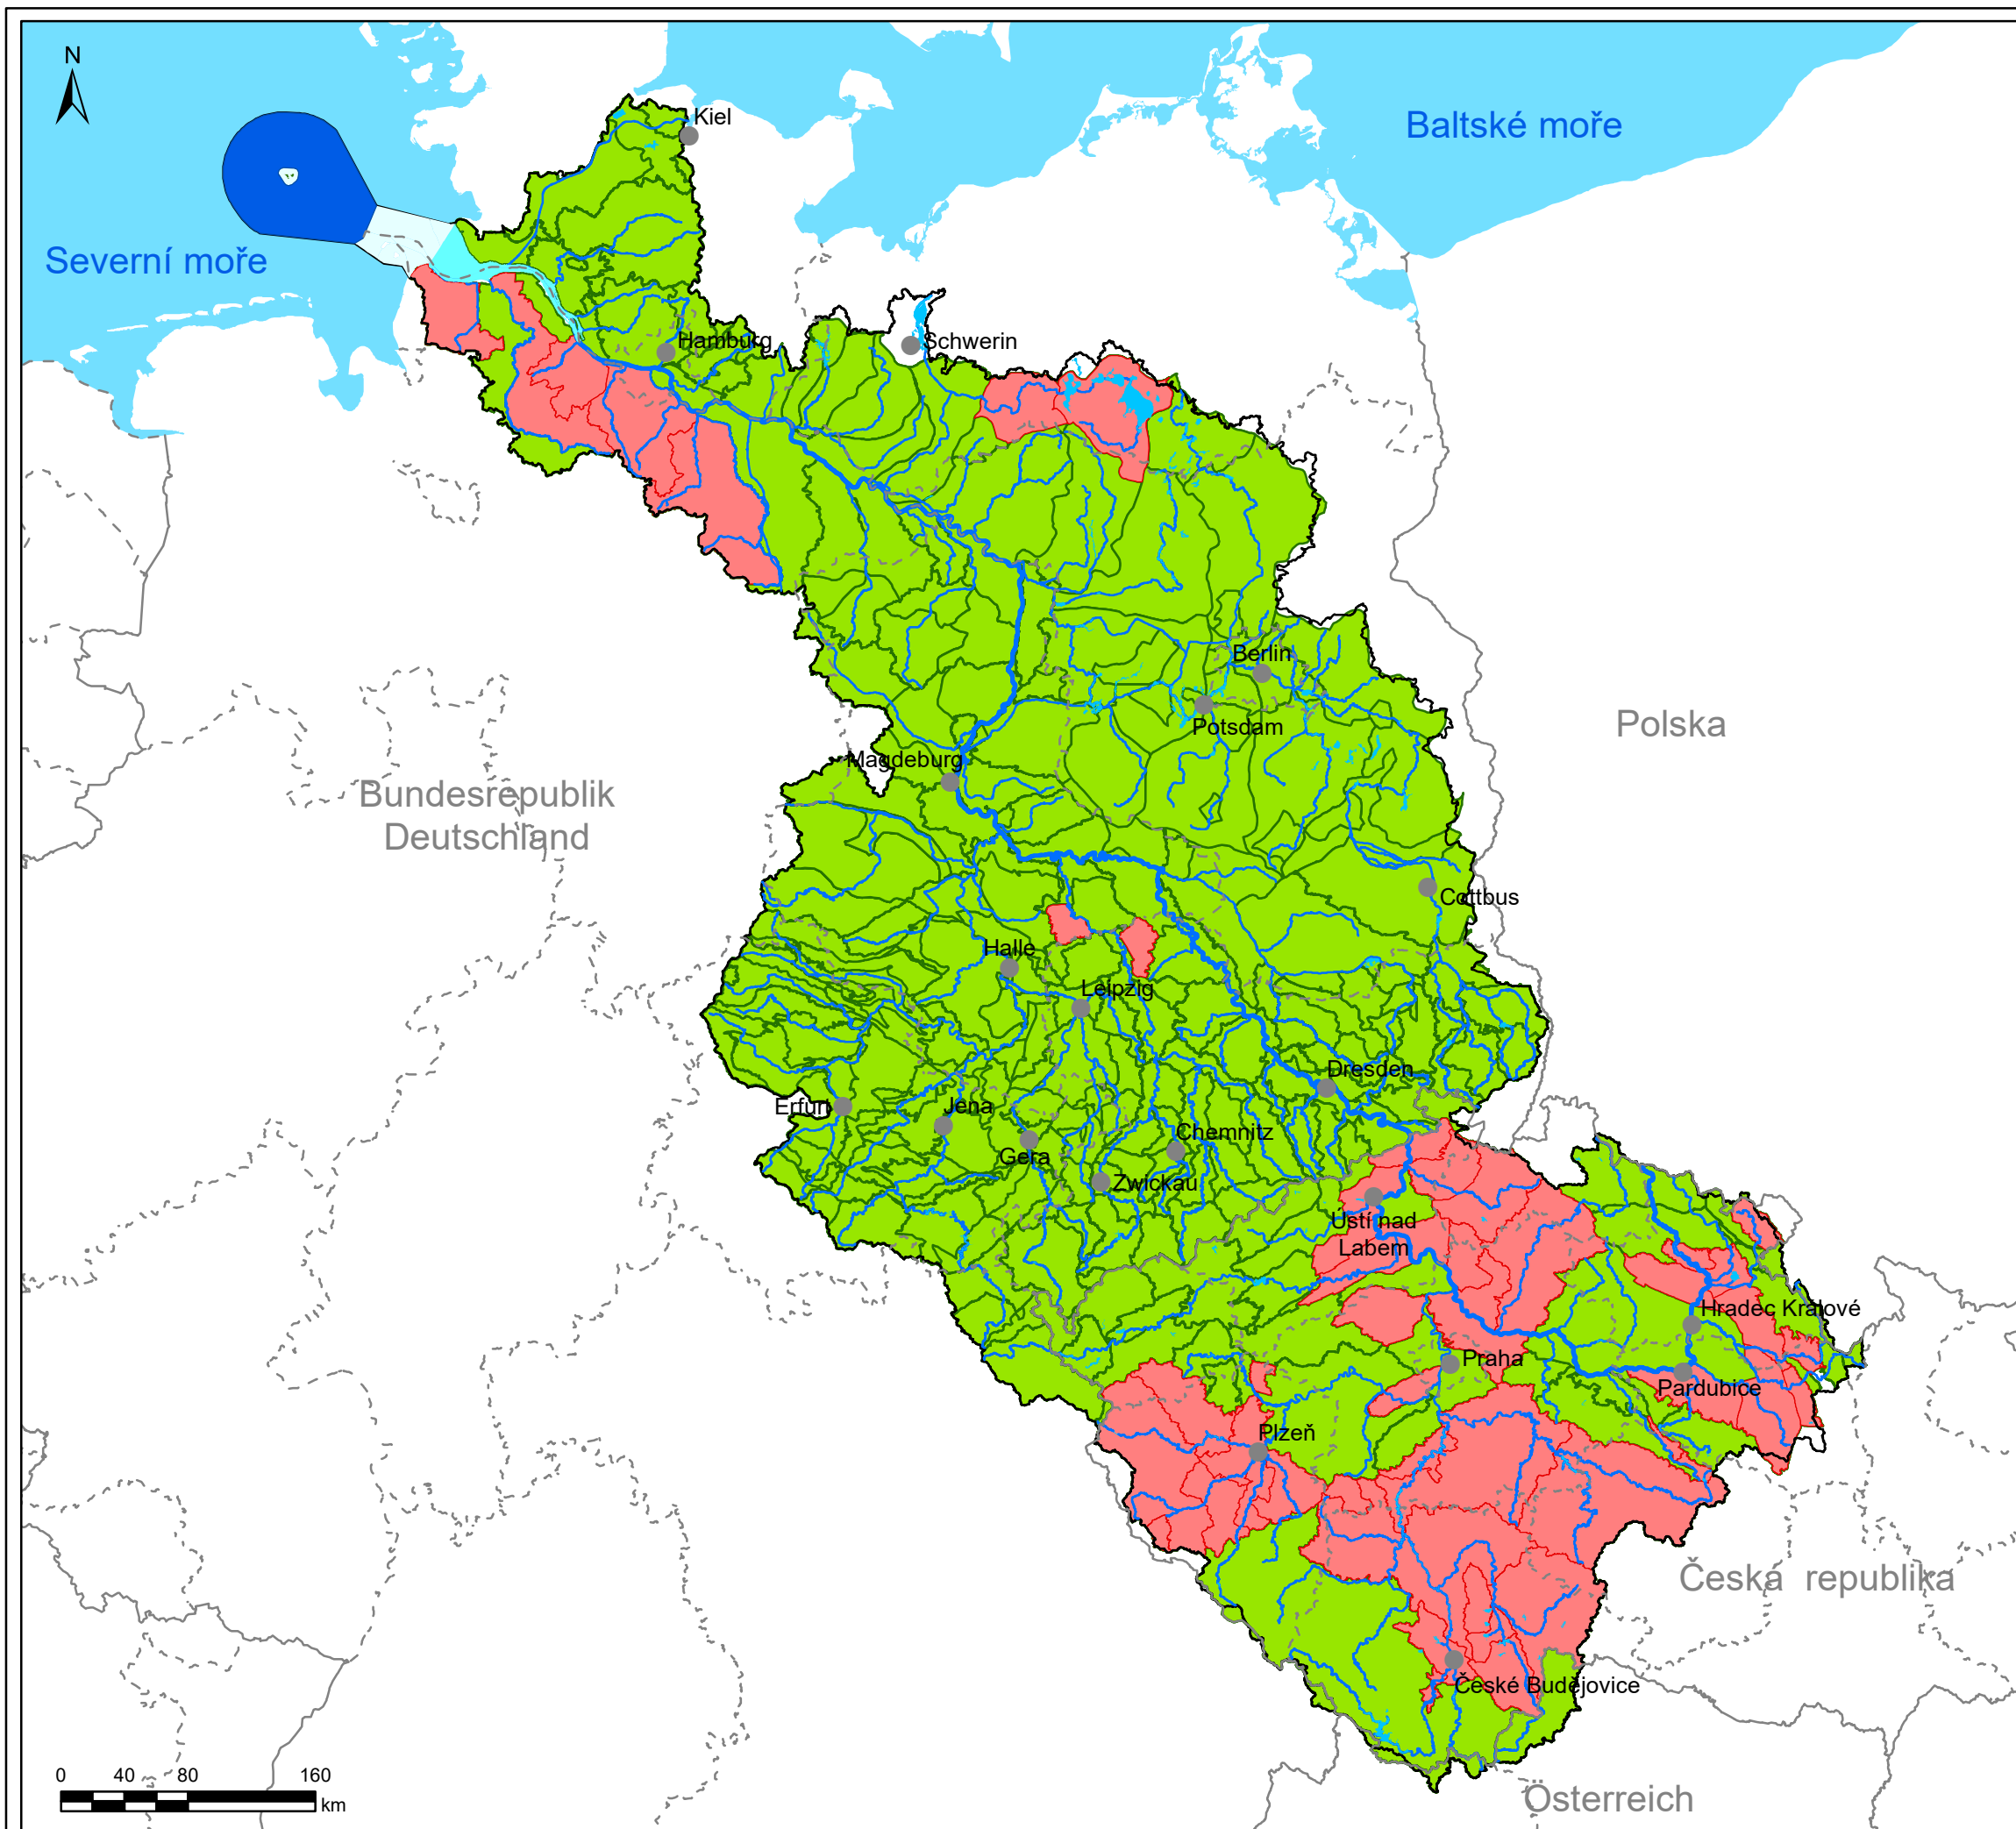 N
Kiel
Baltské moře
Severní moře
Hamburg
Schwerin
Berlin
Polska
Potsdam
Magdeburg
Bundesrepublik
Deutschland
Cottbus
Halle
Leipzig
Dresden
Erfurt
Jena
Chemnitz
Gera
Zwickau
Ústí nad
Labem
Hradec Králové
Praha
Pardubice
Plzeň
Česká republika
České Budějovice
0 40 80 160
km
Österreich